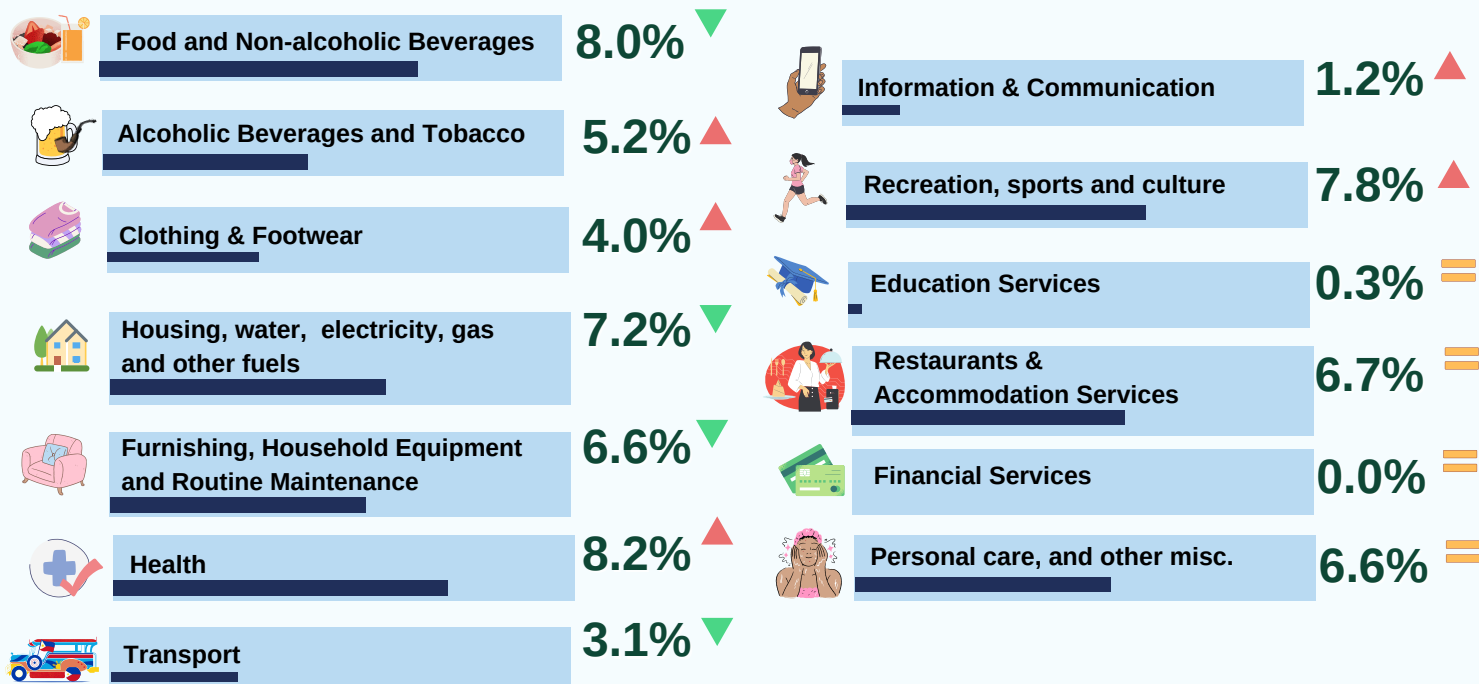 Food and Non-alcoholic Beverages
8.0%
Alcoholic Beverages and Tobacco
5.2%
Clothing & Footwear
4.0%
Housing, water,  electricity, gas
and other fuels
7.2%
Furnishing, Household Equipment
and Routine Maintenance
6.6%
Health
8.2%
Transport
3.1%
Information & Communication
1.2%
Recreation, sports and culture
7.8%
Education Services
0.3%
Restaurants &
Accommodation Services
6.7%
Financial Services
0.0%
Personal care, and other misc.
6.6%